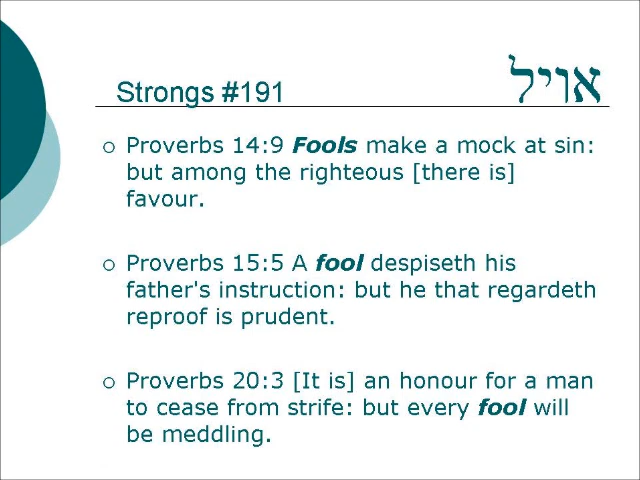 Strongs #191 אויל
Proverbs 14:9 Fools make a mock at sin:
but among the righteous [there is]
favour.
Proverbs 15:5 A fool despiseth his
father's instruction: but he that regardeth
reproof is prudent.
Proverbs 20:3 [It is] an honour for a man
to cease from strife: but every fool will
be meddling.